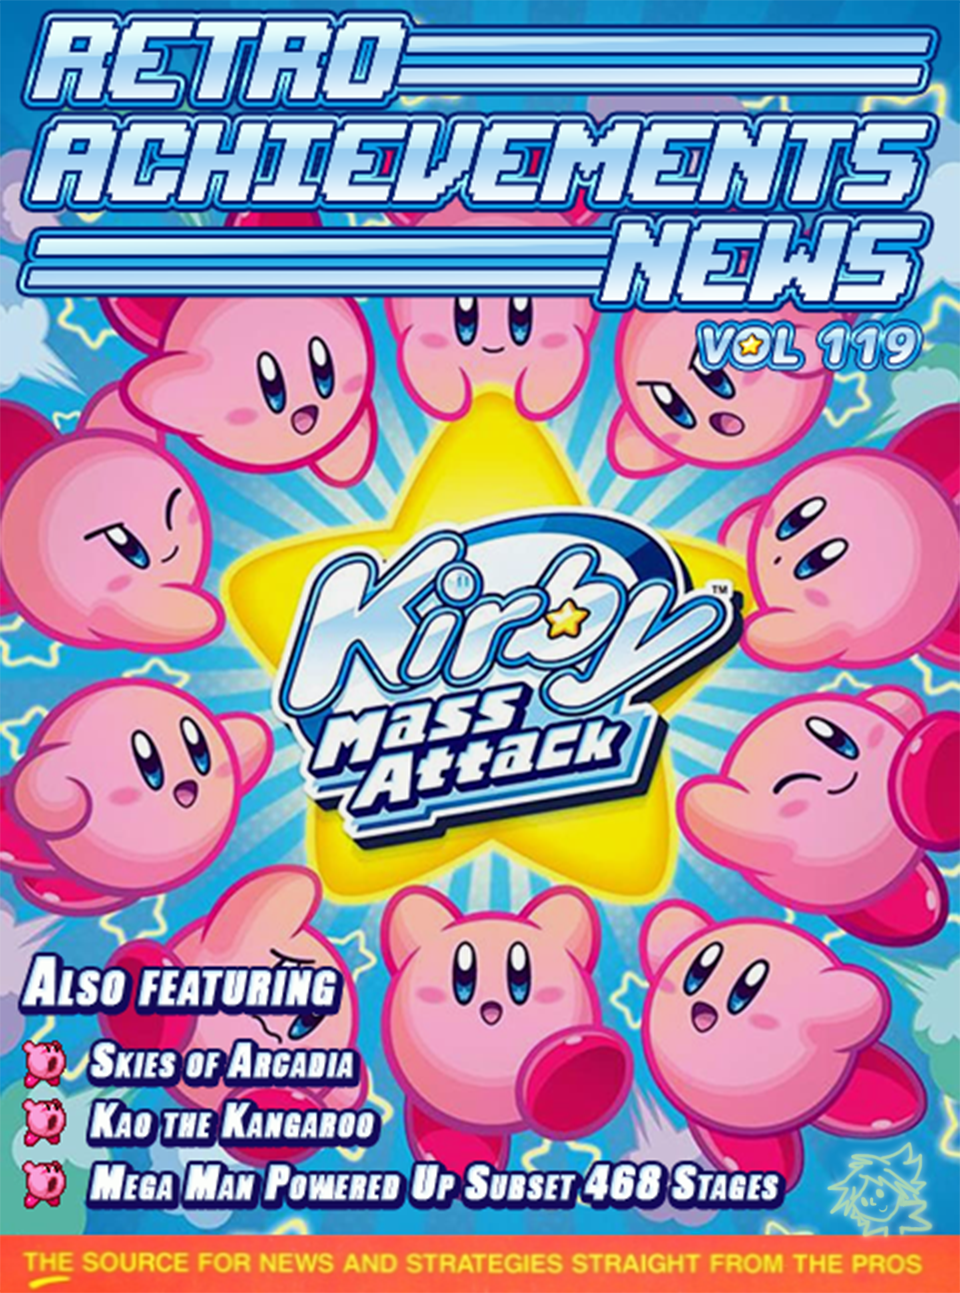 RETRO
ACHIEVEMENTS
NEWS
VOL 119
Kirby TM
Mass
Attack
ALSO FEATURING
SKIES OF ARCADIA
KAO THE KANGAROO
MEGA MAN POWERED UP SUBSET 468 STAGES
THE SOURCE FOR NEWS AND STRATEGIES STRAIGHT FROM THE PROS